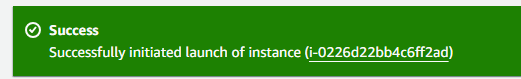 Success
Successfully initiated launch of instance (i-0226d22bb4c6ff2ad)